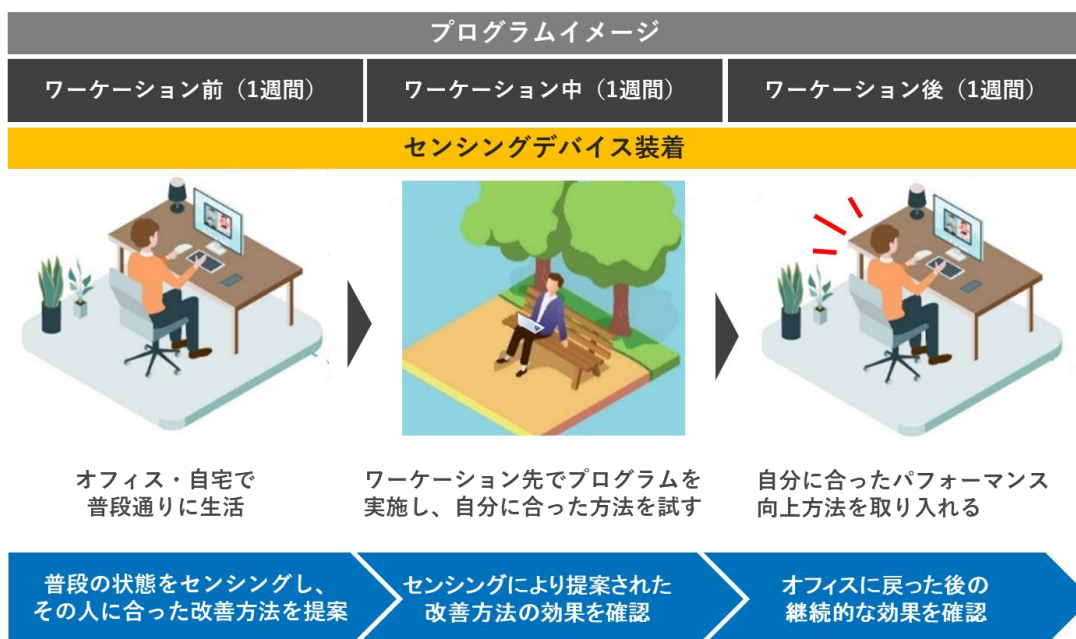 プログラムイメージ
ワーケーション前（1週間）
ワーケーション中（1週間）
ワーケーション後（1週間）
センシングデバイス装着
オフィス・自宅で
普段通りに生活
ワーケーション先でプログラムを
実施し、自分に合った方法を試す
自分に合ったパフォーマンス
向上方法を取り入れる
普段の状態をセンシングし、
その人に合った改善方法を提案
センシングにより提案された
改善方法の効果を確認
オフィスに戻った後の
継続的な効果を確認